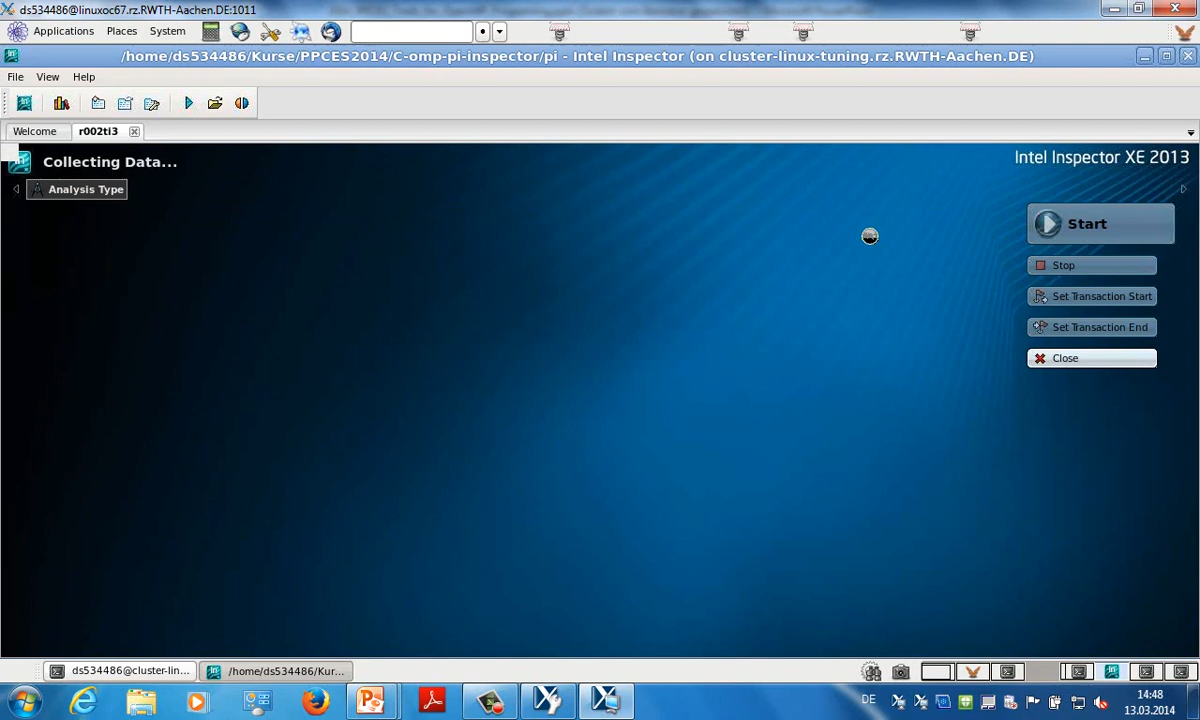 ds534486@linuxoc67.rz.RWTH-Aachen.DE:1011
Applications Places System
/home/ds534486/Kurse/PPCES2014/C-omp-pi-inspector/pi - Intel Inspector (on cluster-linux-tuning.rz.RWTH-Aachen.DE)
File View Help
Welcome r002ti3
Collecting Data...
Intel Inspector XE 2013
Analysis Type
Start
Stop
Set Transaction Start
Set Transaction End
Close
ds534486@cluster-lin...
/home/ds534486/Kur...
DE
14:48
13.03.2014